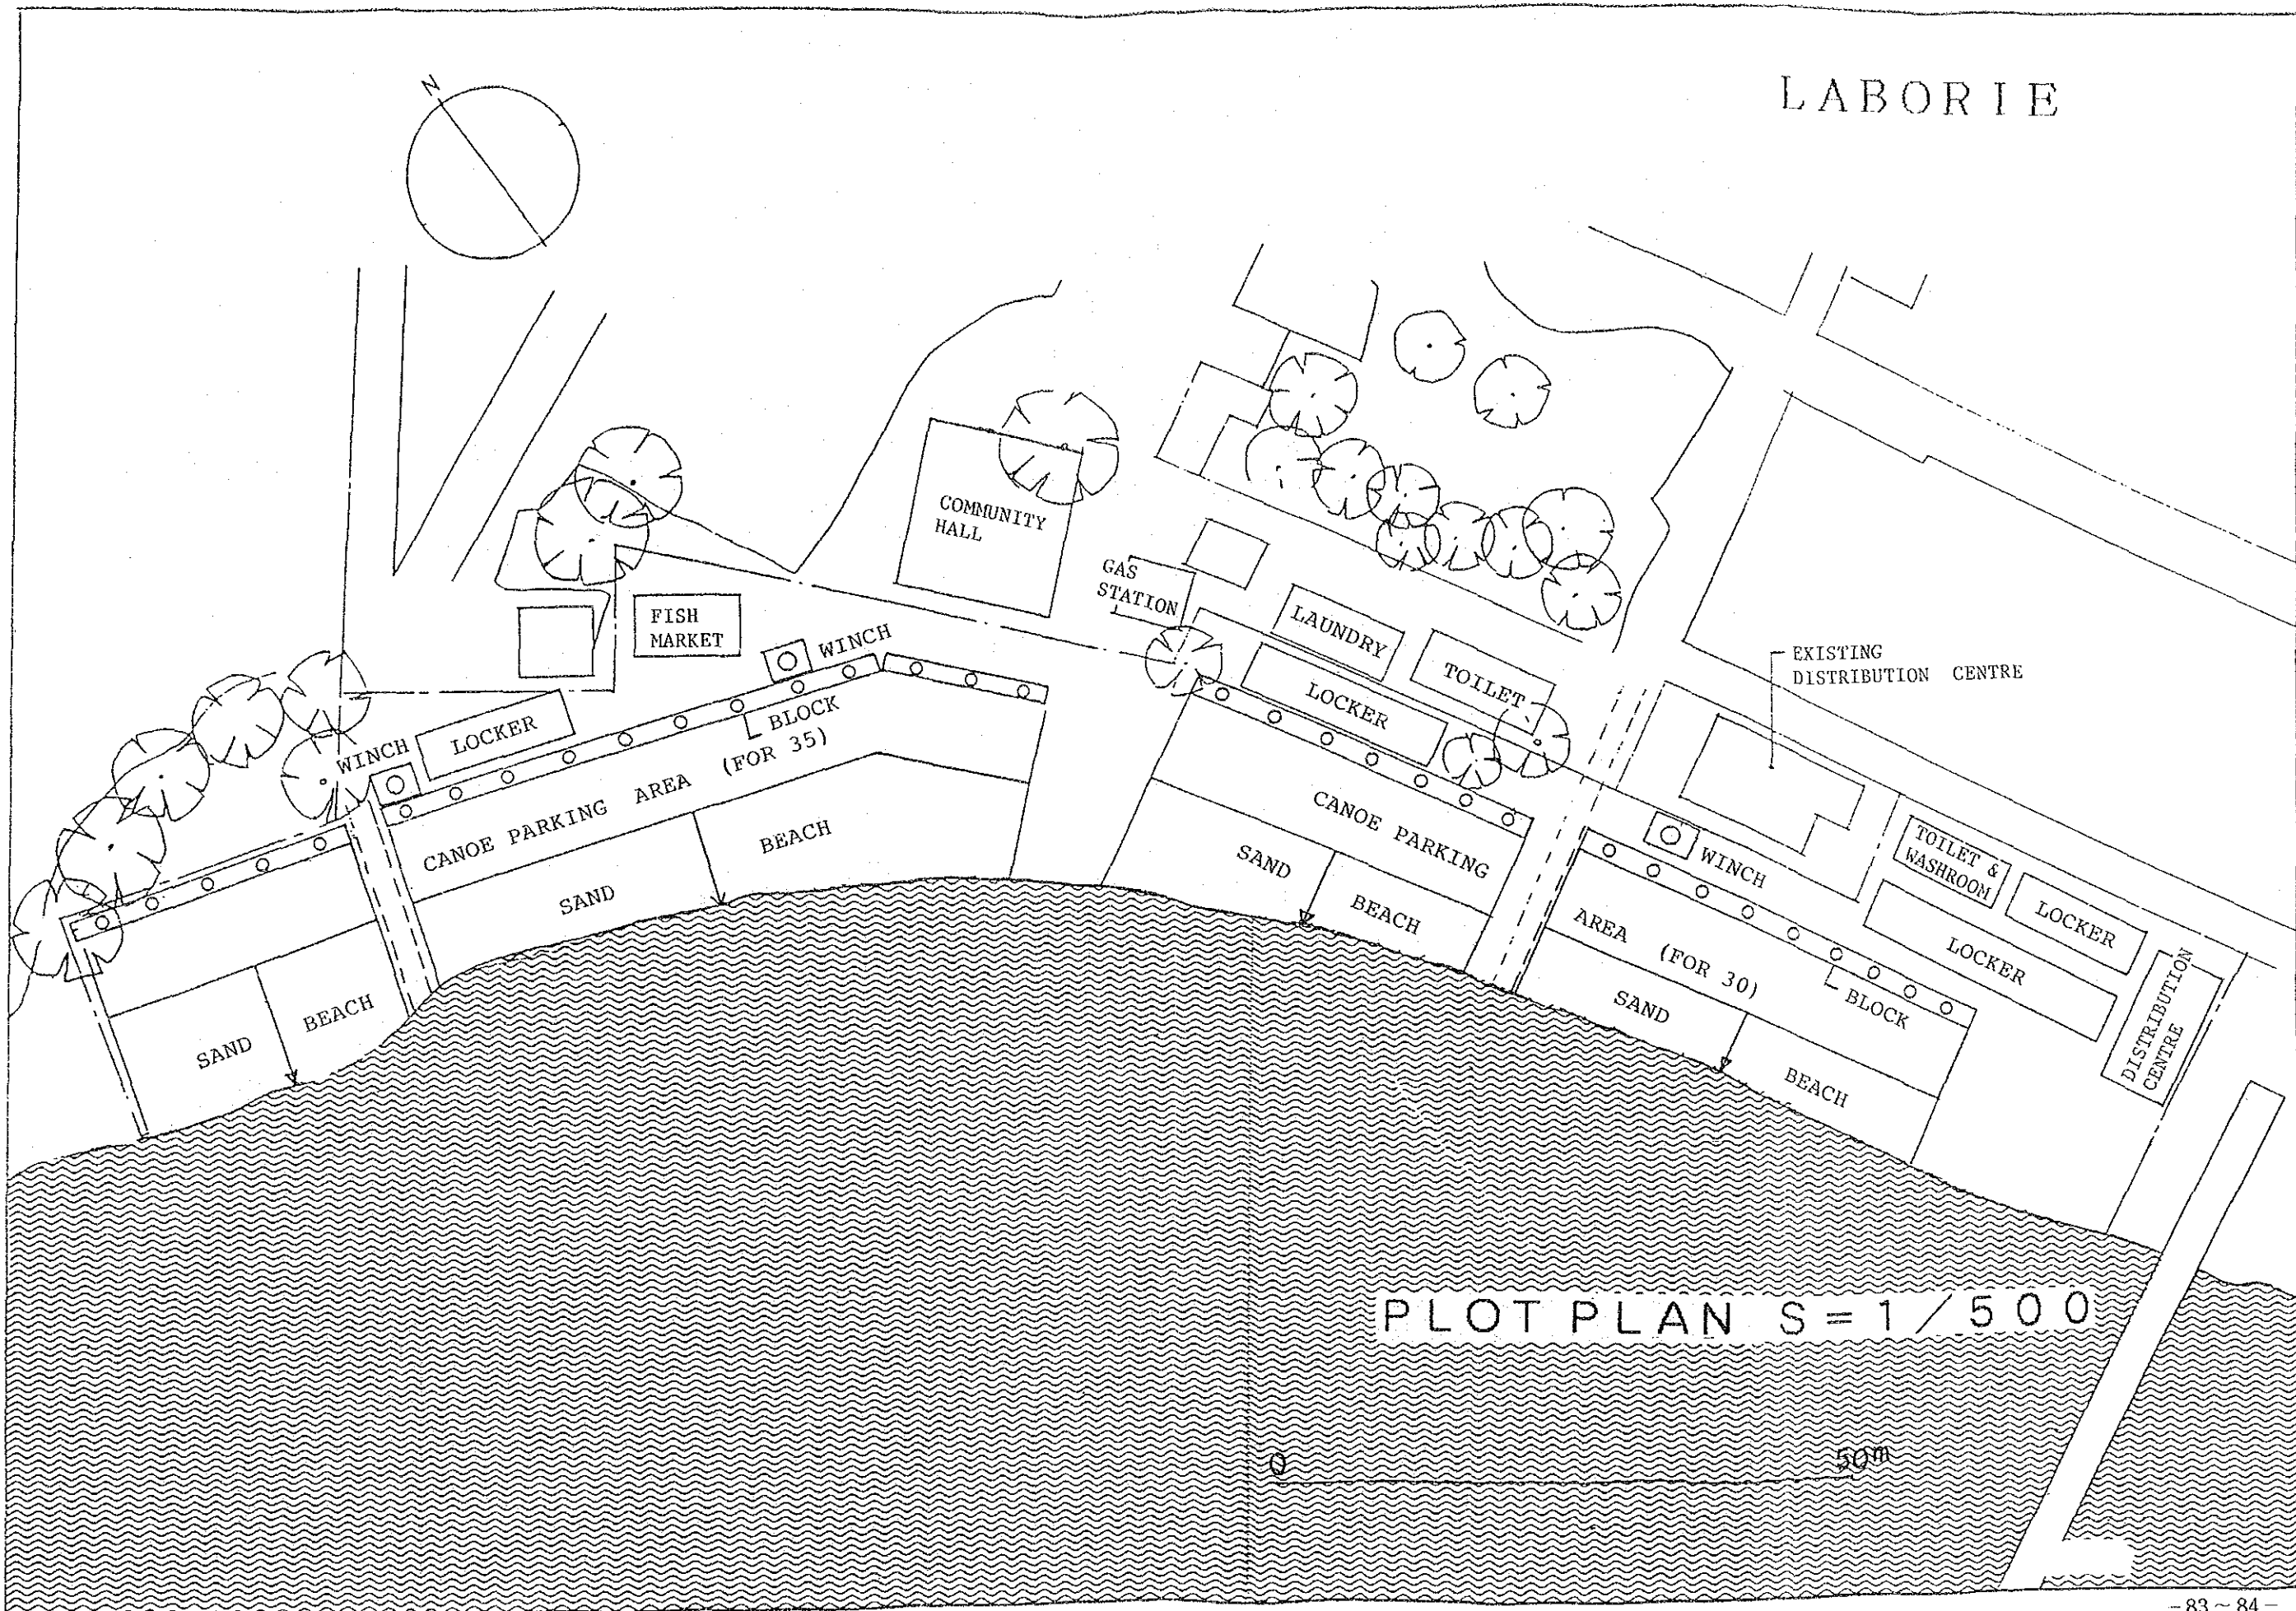 LABORIE
N
COMMUNITY
HALL
GAS
STATION
FISH
MARKET
WINCH
LAUNDRY
TOILET
EXISTING
DISTRIBUTION CENTRE
LOCKER
WINCH
LOCKER
BLOCK
CANOE PARKING AREA (FOR 35)
CANOE PARKING
AREA (FOR 30)
WINCH
TOILET &
WASHROOM
LOCKER
LOCKER
DISTRIBUTION
CENTRE
BLOCK
SAND
BEACH
SAND
BEACH
SAND
BEACH
SAND
BEACH
PLOT PLAN S=1/500
0
50m
-83~84-